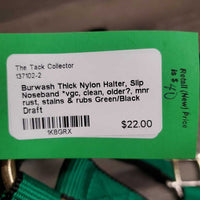 The Tack Collector
137102-2
Burwash Thick Nylon Halter, Slip
Noseband *vgc, clean, older?, mnr
rust, stains & rubs Green/Black
Draft
1KBGRX
$22.00
Retail (New) Price
is $40